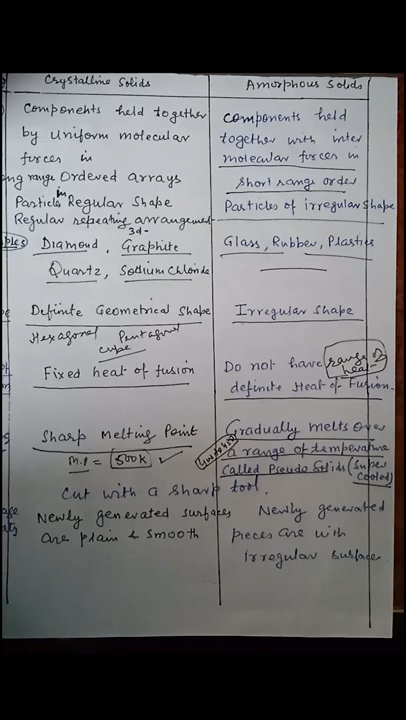 Crystalline Solids
Amorphous Solids
Components held together
by Uniform molecular
forces in
ong range Ordered arrays
in
Particle Regular Shape
Regular repeating arrangement
3d-
components held
together with inter
molecular forces in
short range order
Particles of irregular shape
ples
Diamond, Graphite
Quartz, Sodium Chloride
Glass, Rubber, Plastics
Definite Geometrical Shape
Hexagonal Pentagonal
cube
Irregular Shape
Fixed heat of fusion
Do not have range of
heat
definite Heat of Fusion.
Sharp Melting Point
M.P = 500k
Gradually melts over
a range of temperature
called Pseudo Solids (Super
Cooled)
Cut with a sharp tool.
Newly generated surfaces
are plain & smooth
Newly generated
pieces are with
irregular surface